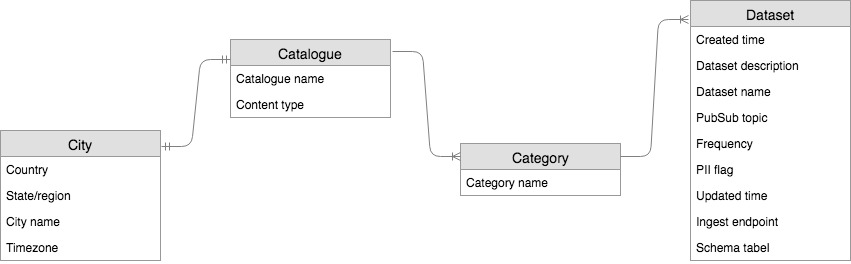 City
Country
State/region
City name
Timezone
Catalogue
Catalogue name
Content type
Category
Category name
Dataset
Created time
Dataset description
Dataset name
PubSub topic
Frequency
PII flag
Updated time
Ingest endpoint
Schema tabel